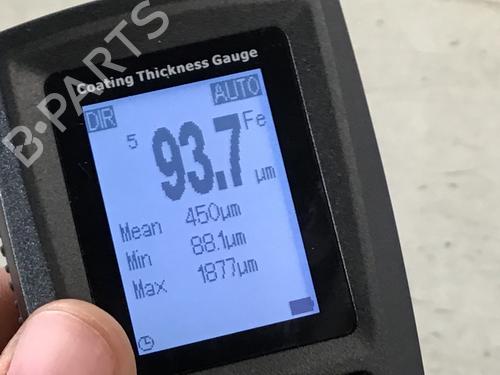 B-PARTS
Coating Thickness Gauge
DIR AUTO
5 93.7 Fe
µm
Mean 450µm
Min 88.1µm
Max 1877µm